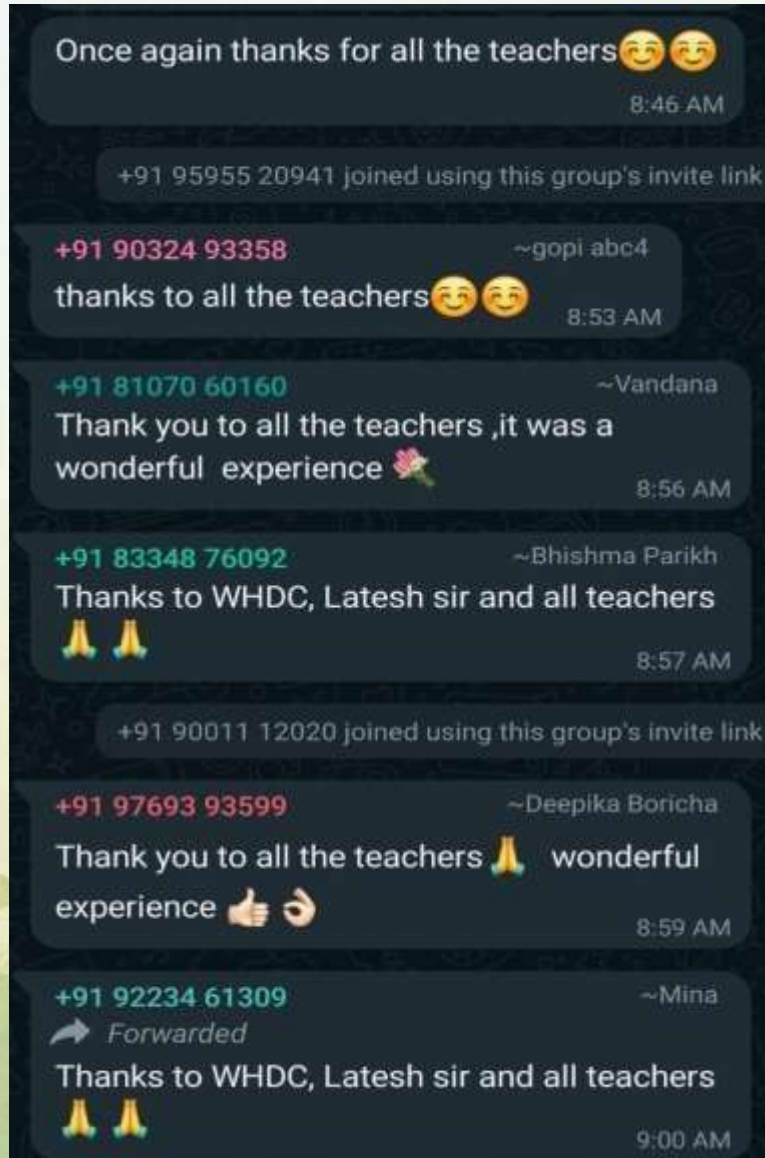 Once again thanks for all the teachers😊😊
8:46 AM
+91 95955 20941 joined using this group's invite link
+91 90324 93358 ~gopi abc4
thanks to all the teachers😊😊
8:53 AM
+91 81070 60160 ~Vandana
Thank you to all the teachers ,it was a
wonderful experience 💐
8:56 AM
+91 83348 76092 ~Bhishma Parikh
Thanks to WHDC, Latesh sir and all teachers
🙏🙏
8:57 AM
+91 90011 12020 joined using this group's invite link
+91 97693 93599 ~Deepika Boricha
Thank you to all the teachers🙏 wonderful
experience 👍🏻👌🏻
8:59 AM
+91 92234 61309 ~Mina
Forwarded
Thanks to WHDC, Latesh sir and all teachers
🙏🙏
9:00 AM